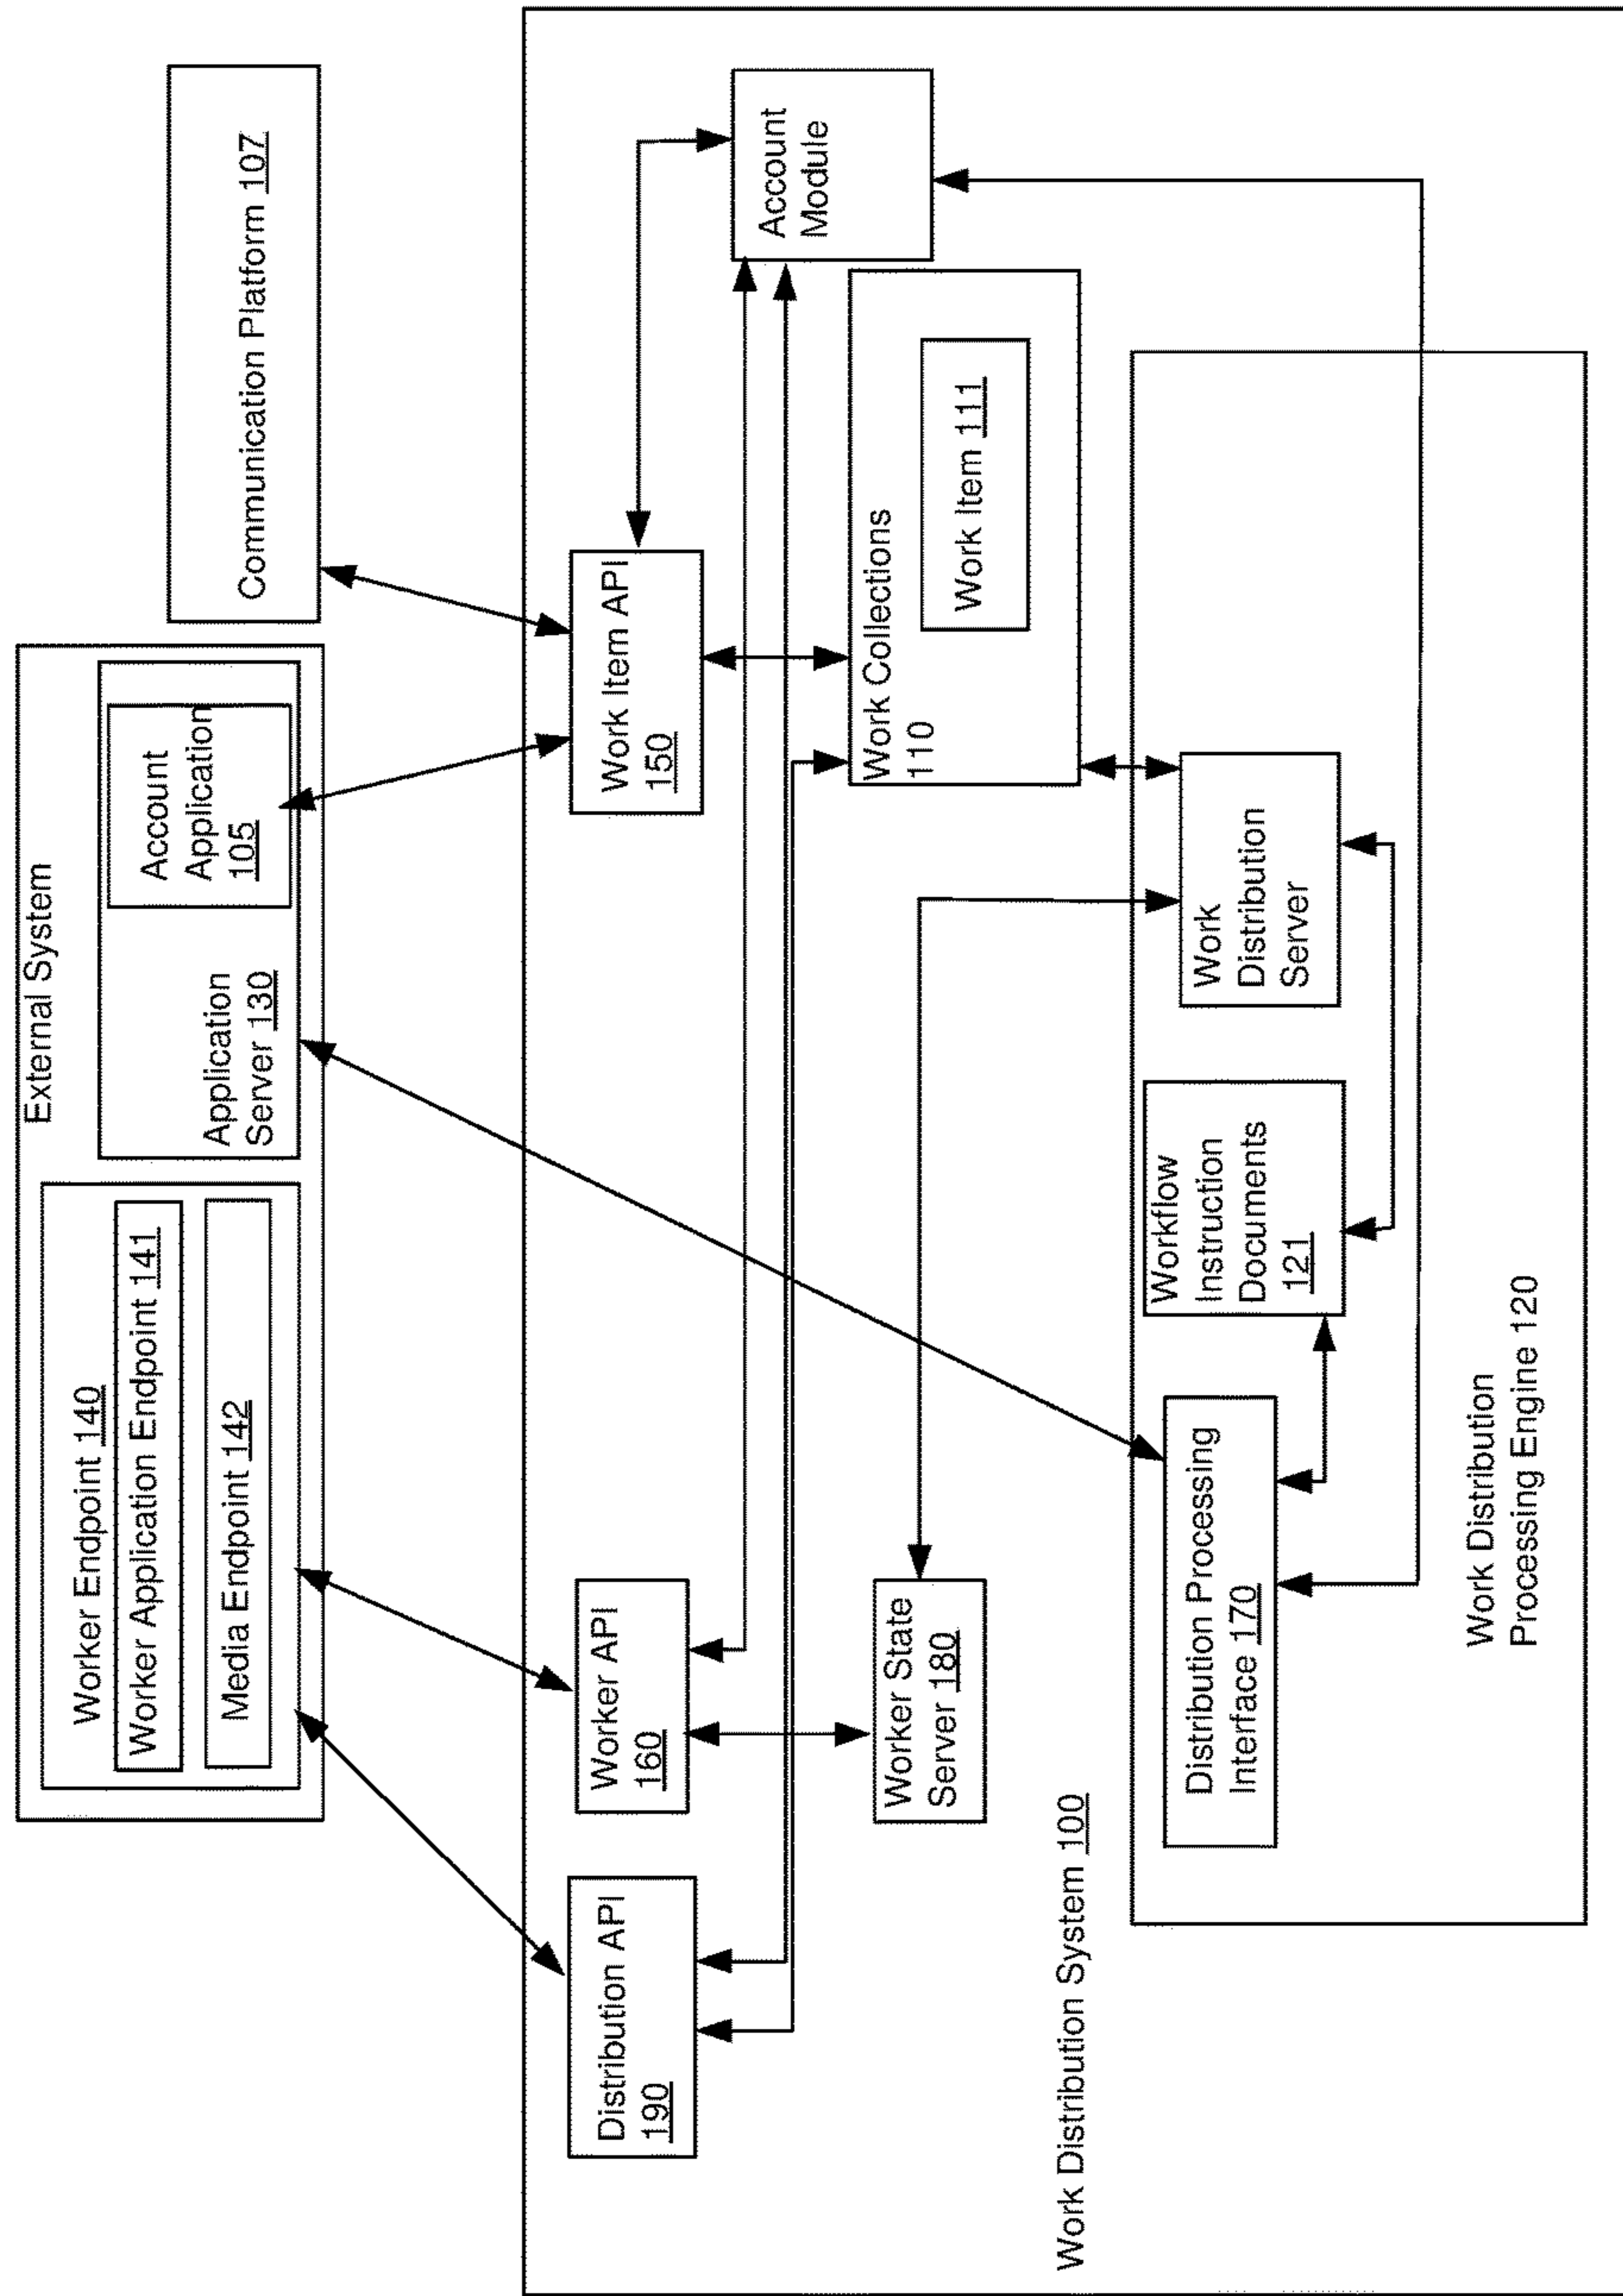 External System
Worker Endpoint 140
Worker Application Endpoint 141
Media Endpoint 142
Application
Server 130
Account
Application
105
Communication Platform 107
Distribution API
190
Worker API
160
Work Item API
150
Account
Module
Worker State
Server 180
Work Collections
110
Work Item 111
Work Distribution System 100
Distribution Processing
Interface 170
Workflow
Instruction
Documents
121
Work
Distribution
Server
Work Distribution
Processing Engine 120